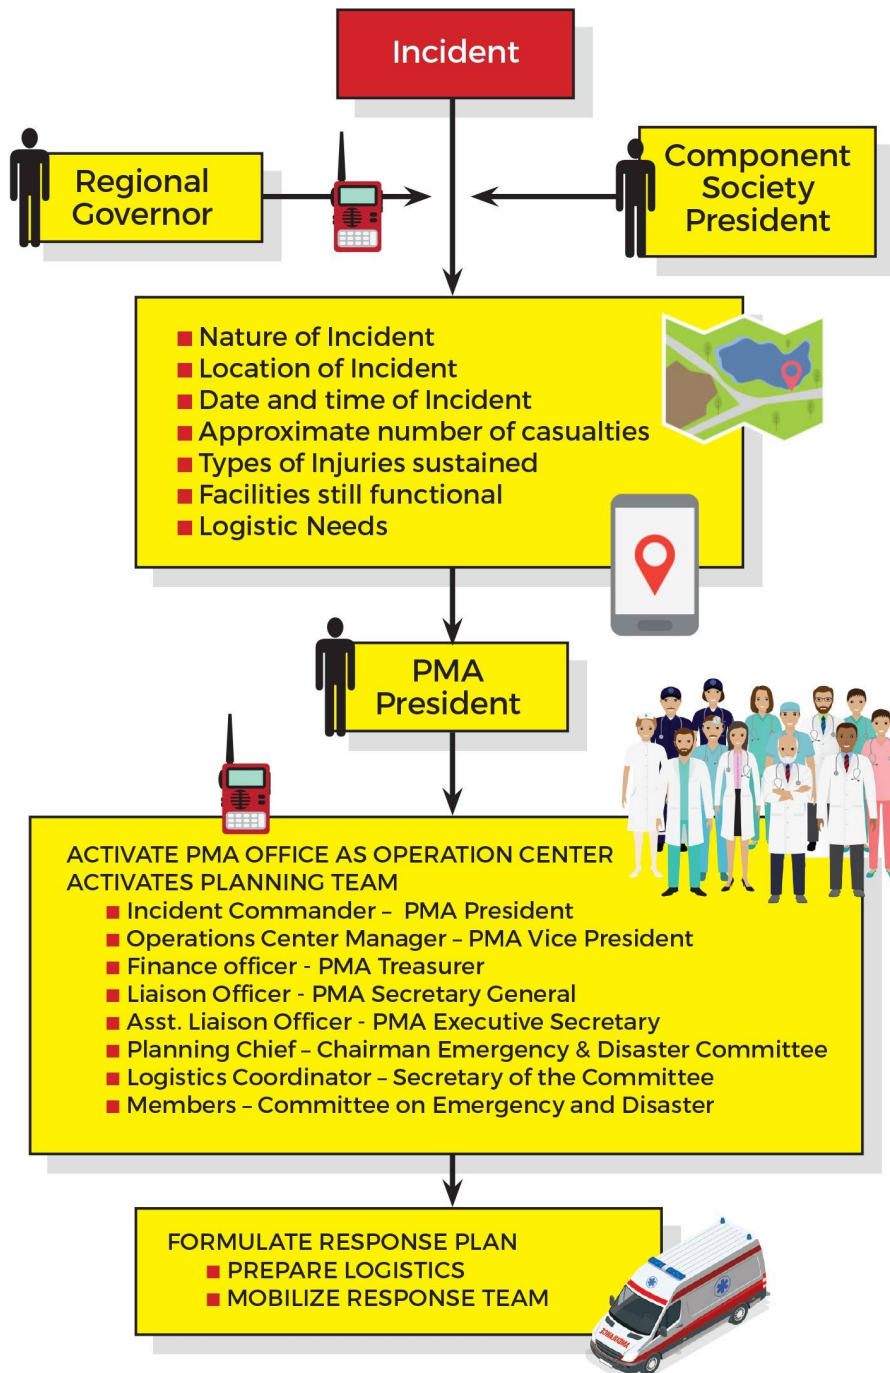 Incident
Regional
Governor
Component
Society
President
Nature of Incident
Location of Incident
Date and time of Incident
Approximate number of casualties
Types of Injuries sustained
Facilities still functional
Logistic Needs
PMA
President
ACTIVATE PMA OFFICE AS OPERATION CENTER
ACTIVATES PLANNING TEAM
Incident Commander – PMA President
Operations Center Manager – PMA Vice President
Finance officer - PMA Treasurer
Liaison Officer - PMA Secretary General
Asst. Liaison Officer - PMA Executive Secretary
Planning Chief – Chairman Emergency & Disaster Committee
Logistics Coordinator – Secretary of the Committee
Members – Committee on Emergency and Disaster
FORMULATE RESPONSE PLAN
PREPARE LOGISTICS
MOBILIZE RESPONSE TEAM